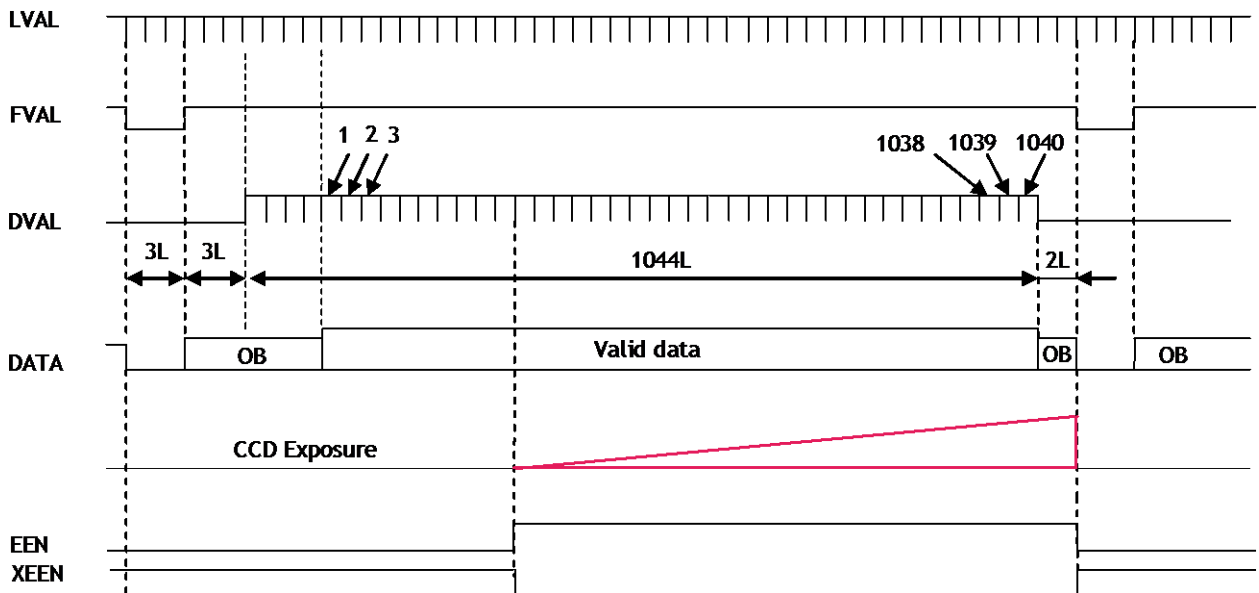 LVAL
FVAL
1 2 3
1038 1039 1040
DVAL
3L 3L 1044L 2L
DATA OB Valid data OB OB
CCD Exposure
EEN
XEEN